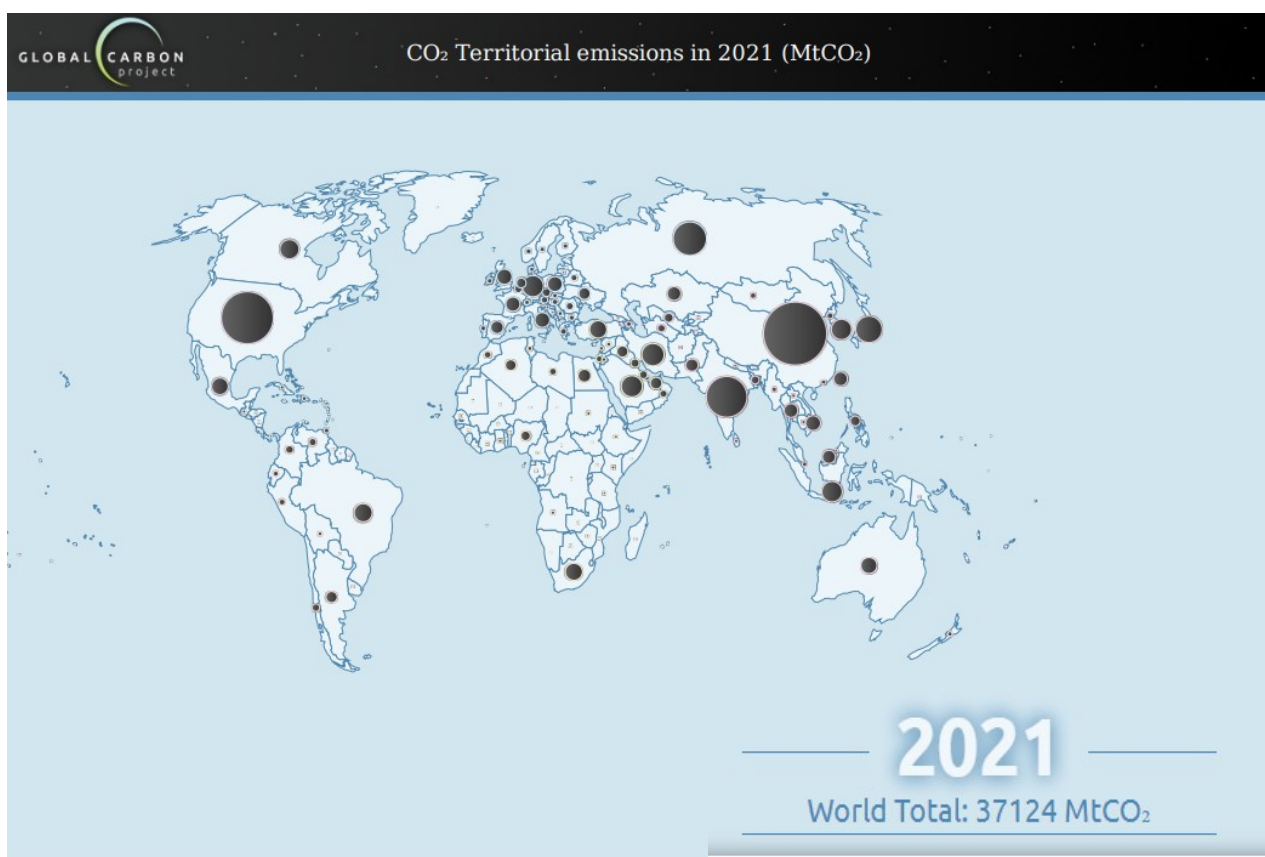 GLOBAL CARBON
project
CO₂ Territorial emissions in 2021 (MtCO₂)
2021
World Total: 37124 MtCO₂